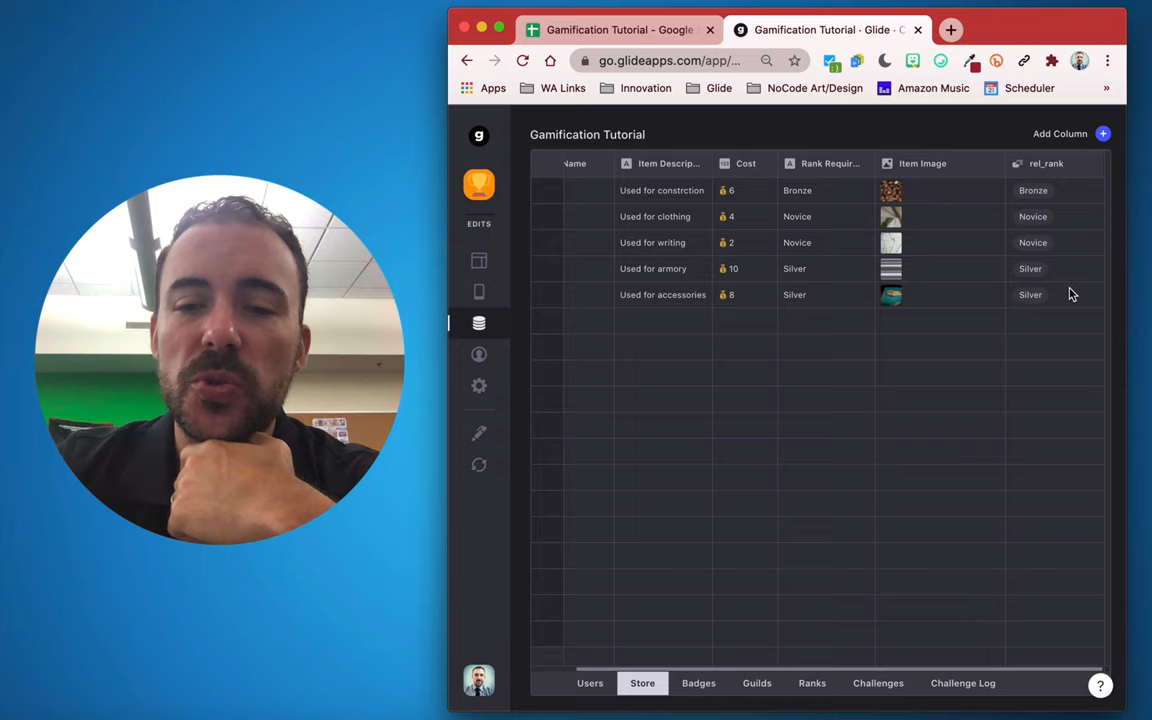 Gamification Tutorial - Google
Gamification Tutorial · Glide · C
go.glideapps.com/app/...
Apps
WA Links
Innovation
Glide
NoCode Art/Design
Amazon Music
Scheduler
»
g
EDITS
Gamification Tutorial
Add Column
Name
Item Descrip...
Cost
Rank Requir...
Item Image
rel_rank
Used for constrction
6
Bronze
Bronze
Used for clothing
4
Novice
Novice
Used for writing
2
Novice
Novice
Used for armory
10
Silver
Silver
Used for accessories
8
Silver
Silver
Users
Store
Badges
Guilds
Ranks
Challenges
Challenge Log
?